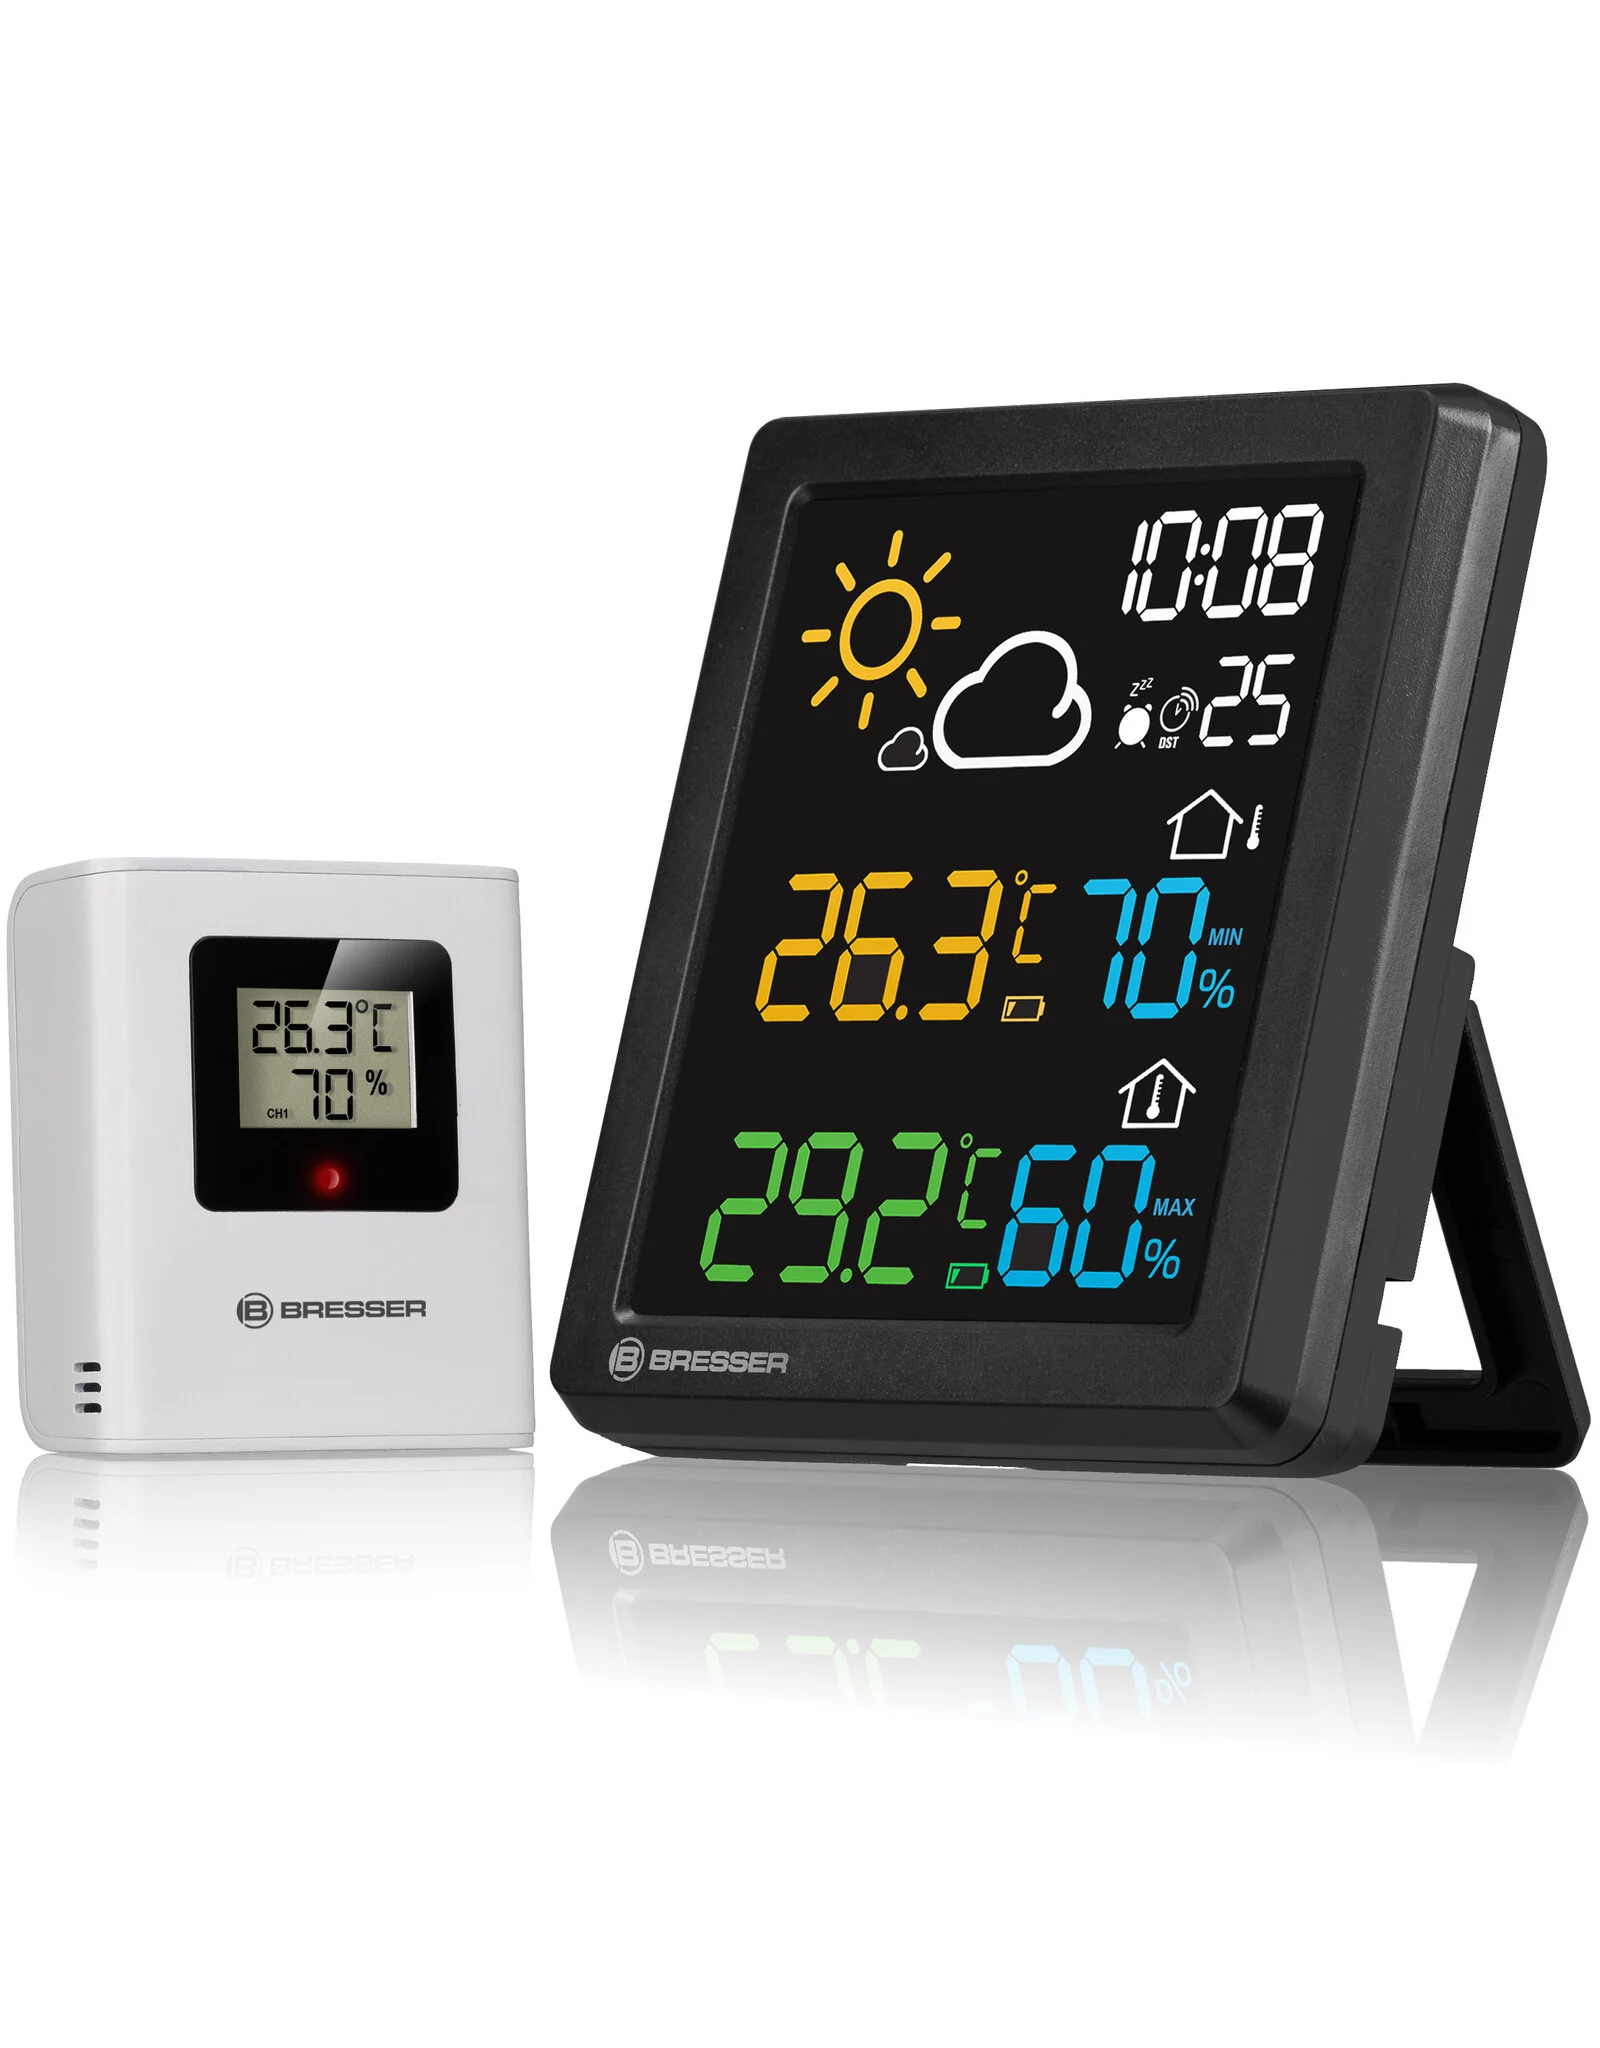 10:08
zzz
DST
25
26.3°C 70 MIN %
29.2°C 60 MAX %
BRESSER
26.3°C
70 %
CH1
B BRESSER